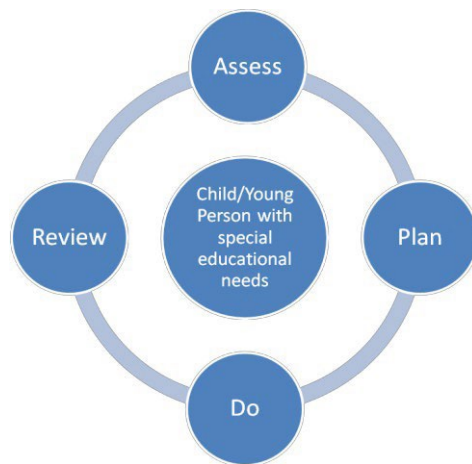 Assess
Child/Young
Person with
special
educational
needs
Review
Plan
Do